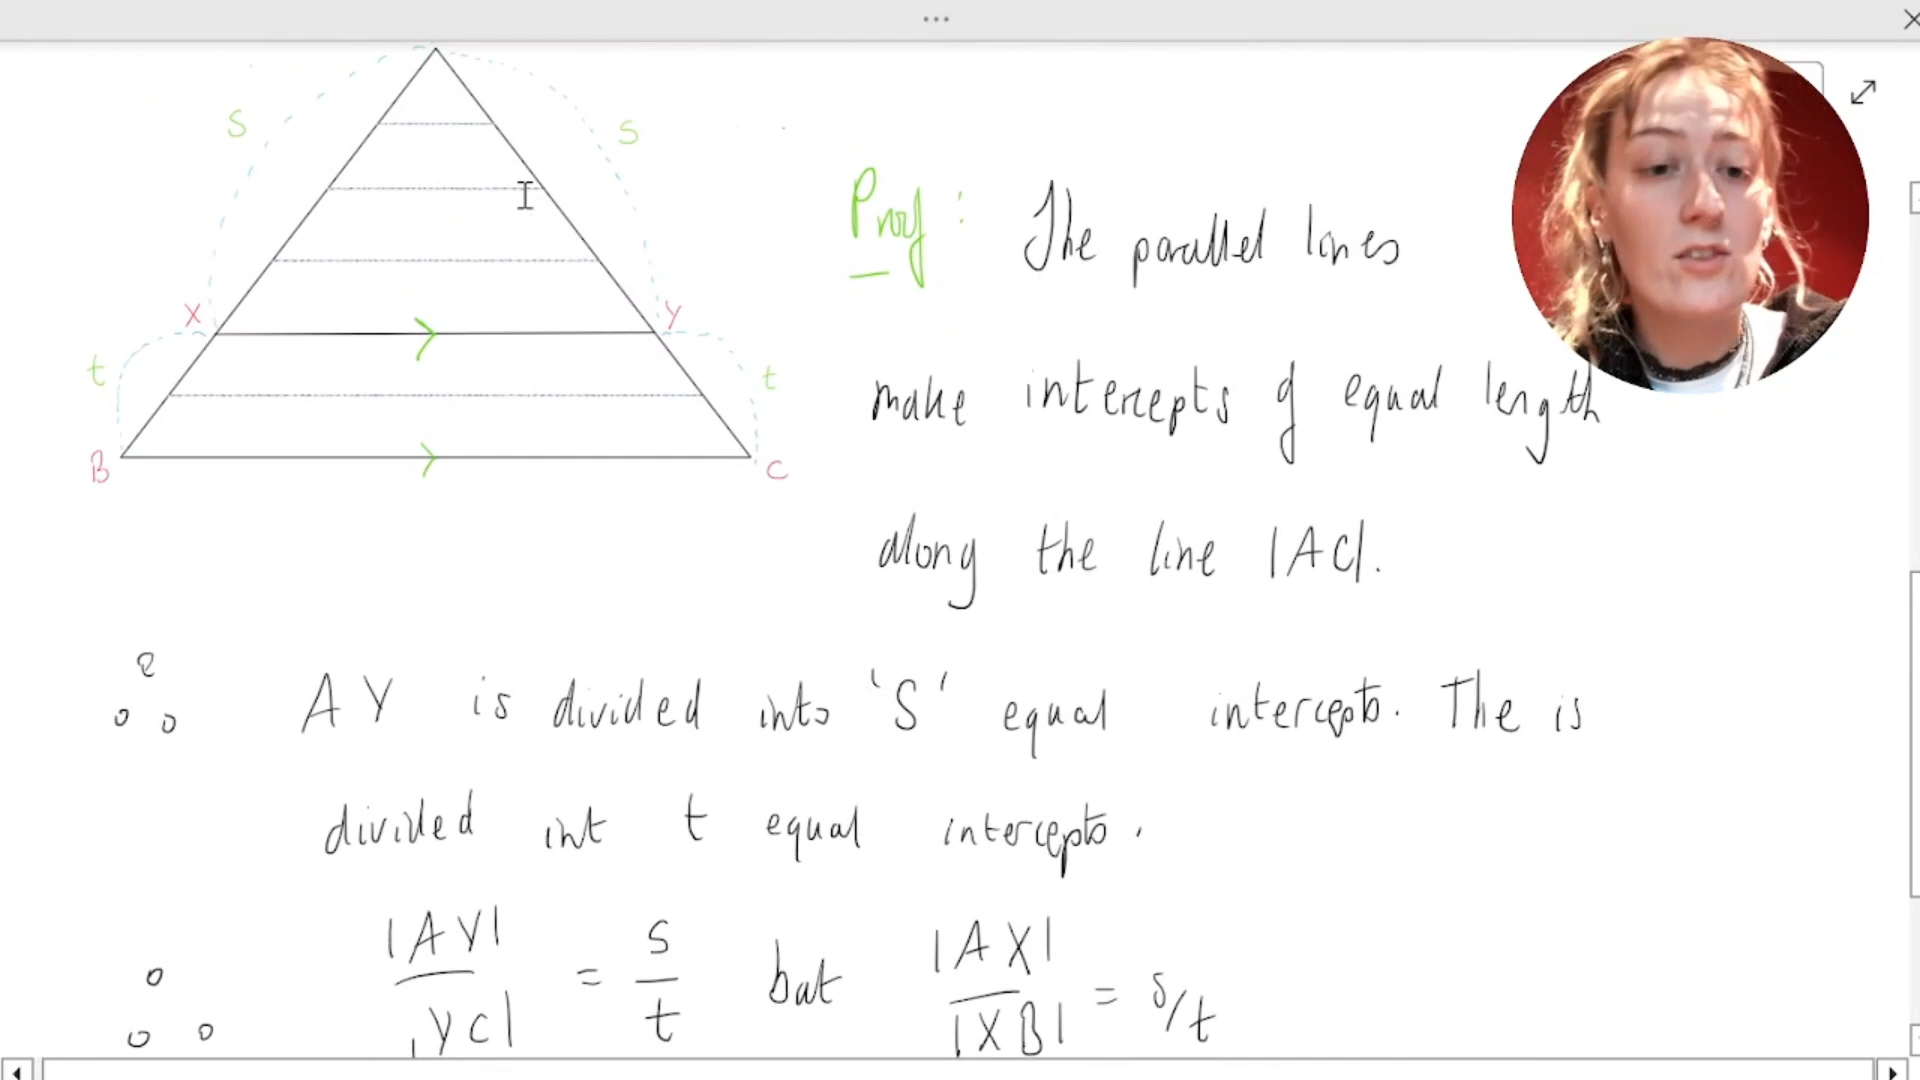 S
S
X
Y
t
t
B
C
Proof: The parallel lines
make intercepts of equal length
along the line |AC|.
∴ AY is divided into 's' equal intercepts. The is
divided int t equal intercepts.
∴ |AY| / |YC| = s / t but |AX| / |XB| = s/t